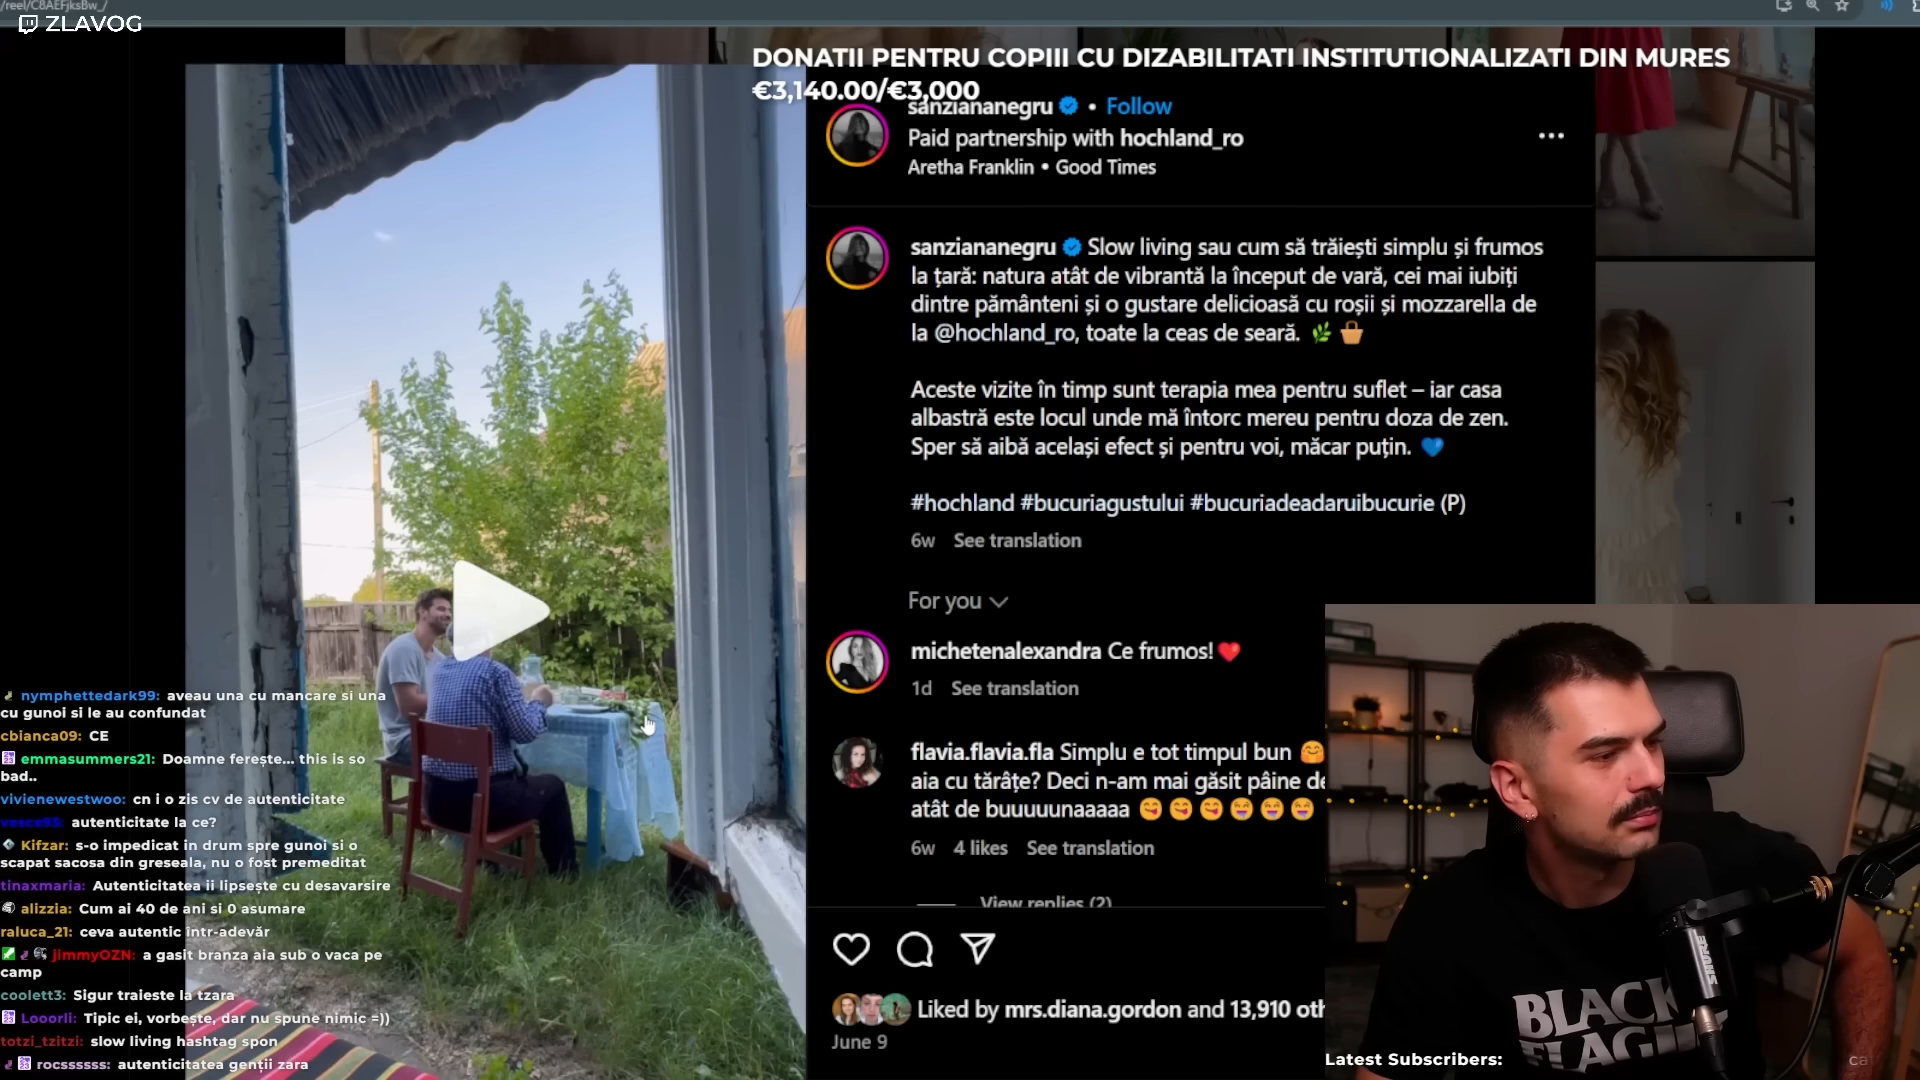 /reel/C8AEFjksBw_/
ZLAVOG
DONATII PENTRU COPIII CU DIZABILITATI INSTITUTIONALIZATI DIN MURES
€3,140.00/€3,000
sanziananegru • Follow
Paid partnership with hochland_ro
Aretha Franklin • Good Times
sanziananegru Slow living sau cum să trăiești simplu și frumos
la țară: natura atât de vibrantă la început de vară, cei mai iubiți
dintre pământeni și o gustare delicioasă cu roșii și mozzarella de
la @hochland_ro, toate la ceas de seară. 🌿 👜
Aceste vizite în timp sunt terapia mea pentru suflet – iar casa
albastră este locul unde mă întorc mereu pentru doza de zen.
Sper să aibă același efect și pentru voi, măcar puțin. 💙
#hochland #bucuriagustului #bucuriadeadaruibucurie (P)
6w See translation
For you
michetenalexandra Ce frumos!❤️
1d See translation
flavia.flavia.fla Simplu e tot timpul bun 🤗
aia cu tărâțe? Deci n-am mai găsit pâine de
atât de buuuuunaaaaa 😋😋😋😝😝😝
6w 4 likes See translation
View replies (2)
Liked by mrs.diana.gordon and 13,910 oth
June 9
nymphettedark99: aveau una cu mancare si una
cu gunoi si le au confundat
cbianca09: CE
emmasummers21: Doamne ferește... this is so
bad..
vivienewestwoo: cn i o zis cv de autenticitate
autenticitate la ce?
Kifzar: s-o impedicat in drum spre gunoi si o
scapat sacosa din greseala, nu o fost premeditat
tinaxmaria: Autenticitatea ii lipsește cu desavarsire
alizzia: Cum ai 40 de ani si 0 asumare
raluca_21: ceva autentic într-adevăr
jimmyOZN: a gasit branza aia sub o vaca pe
camp
coolett3: Sigur traieste la tzara
Looorli: Tipic ei, vorbește, dar nu spune nimic =))
totzi_tzitzi: slow living hashtag spon
rocssssss: autenticitatea genții zara
SHURE
BLACK
FLAG
Latest Subscribers: